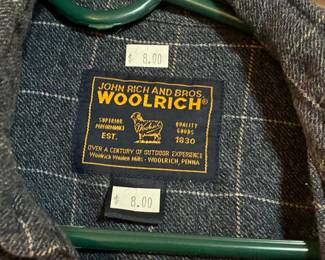 $ 8.00
JOHN RICH AND BROS.
WOOLRICH®
SUPERIOR
PERFORMANCE
Woolrich
QUALITY
GOODS
EST.
1830
OVER A CENTURY OF OUTDOOR EXPERIENCE
Woolrich Woolen Mills - WOOLRICH, PENNA
$ 8.00